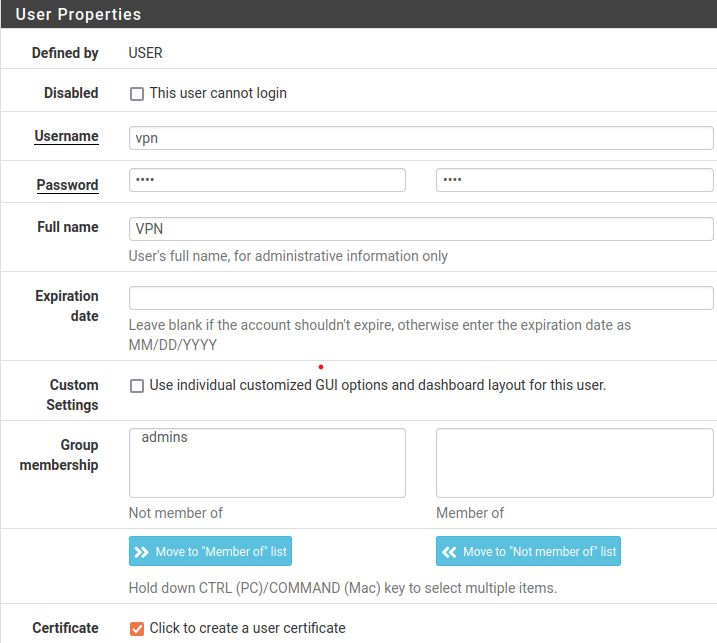 User Properties
Defined by USER
Disabled This user cannot login
Username vpn
Password •••• ••••
Full name VPN
User's full name, for administrative information only
Expiration
date
Leave blank if the account shouldn't expire, otherwise enter the expiration date as
MM/DD/YYYY
Custom
Settings
Use individual customized GUI options and dashboard layout for this user.
Group
membership
admins
Not member of Member of
Move to "Member of" list Move to "Not member of" list
Hold down CTRL (PC)/COMMAND (Mac) key to select multiple items.
Certificate Click to create a user certificate